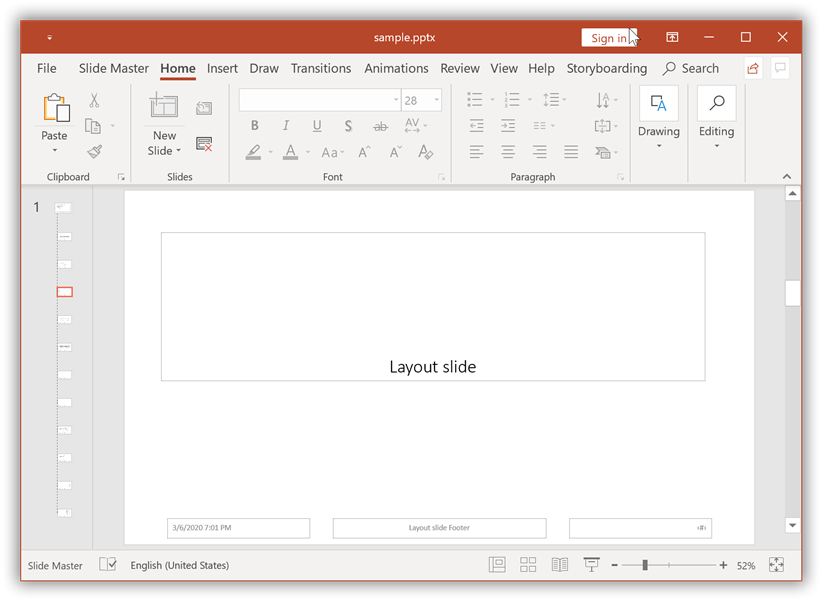 sample.pptx
Sign in
File Slide Master Home Insert Draw Transitions Animations Review View Help Storyboarding Search
Paste
New
Slide
28
B I U S ab AV
A Aa A A A
Drawing
Editing
Clipboard Slides Font Paragraph
1
Layout slide
3/6/2020 7:01 PM
Layout slide Footer
‹#›
Slide Master English (United States) 52%